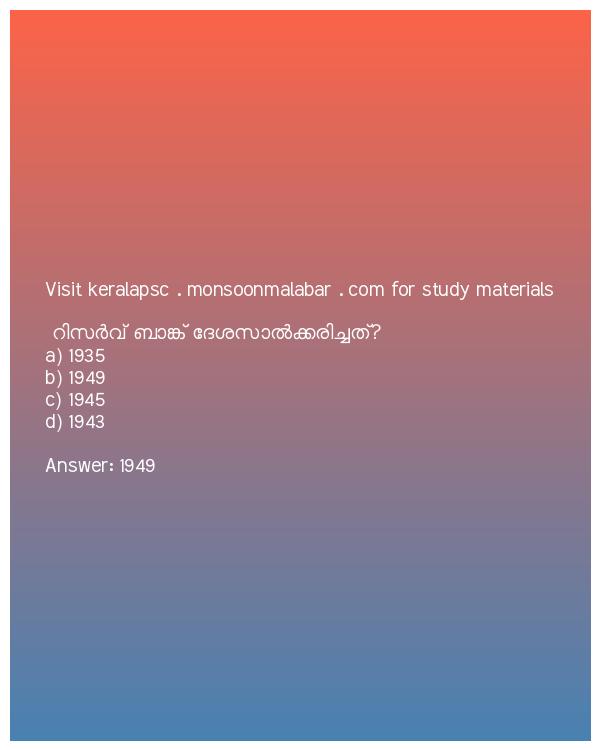 Visit keralapsc . monsoonmalabar . com for study materials
റിസർവ് ബാങ്ക് ദേശസാൽക്കരിച്ചത്?
a) 1935
b) 1949
c) 1945
d) 1943
Answer: 1949